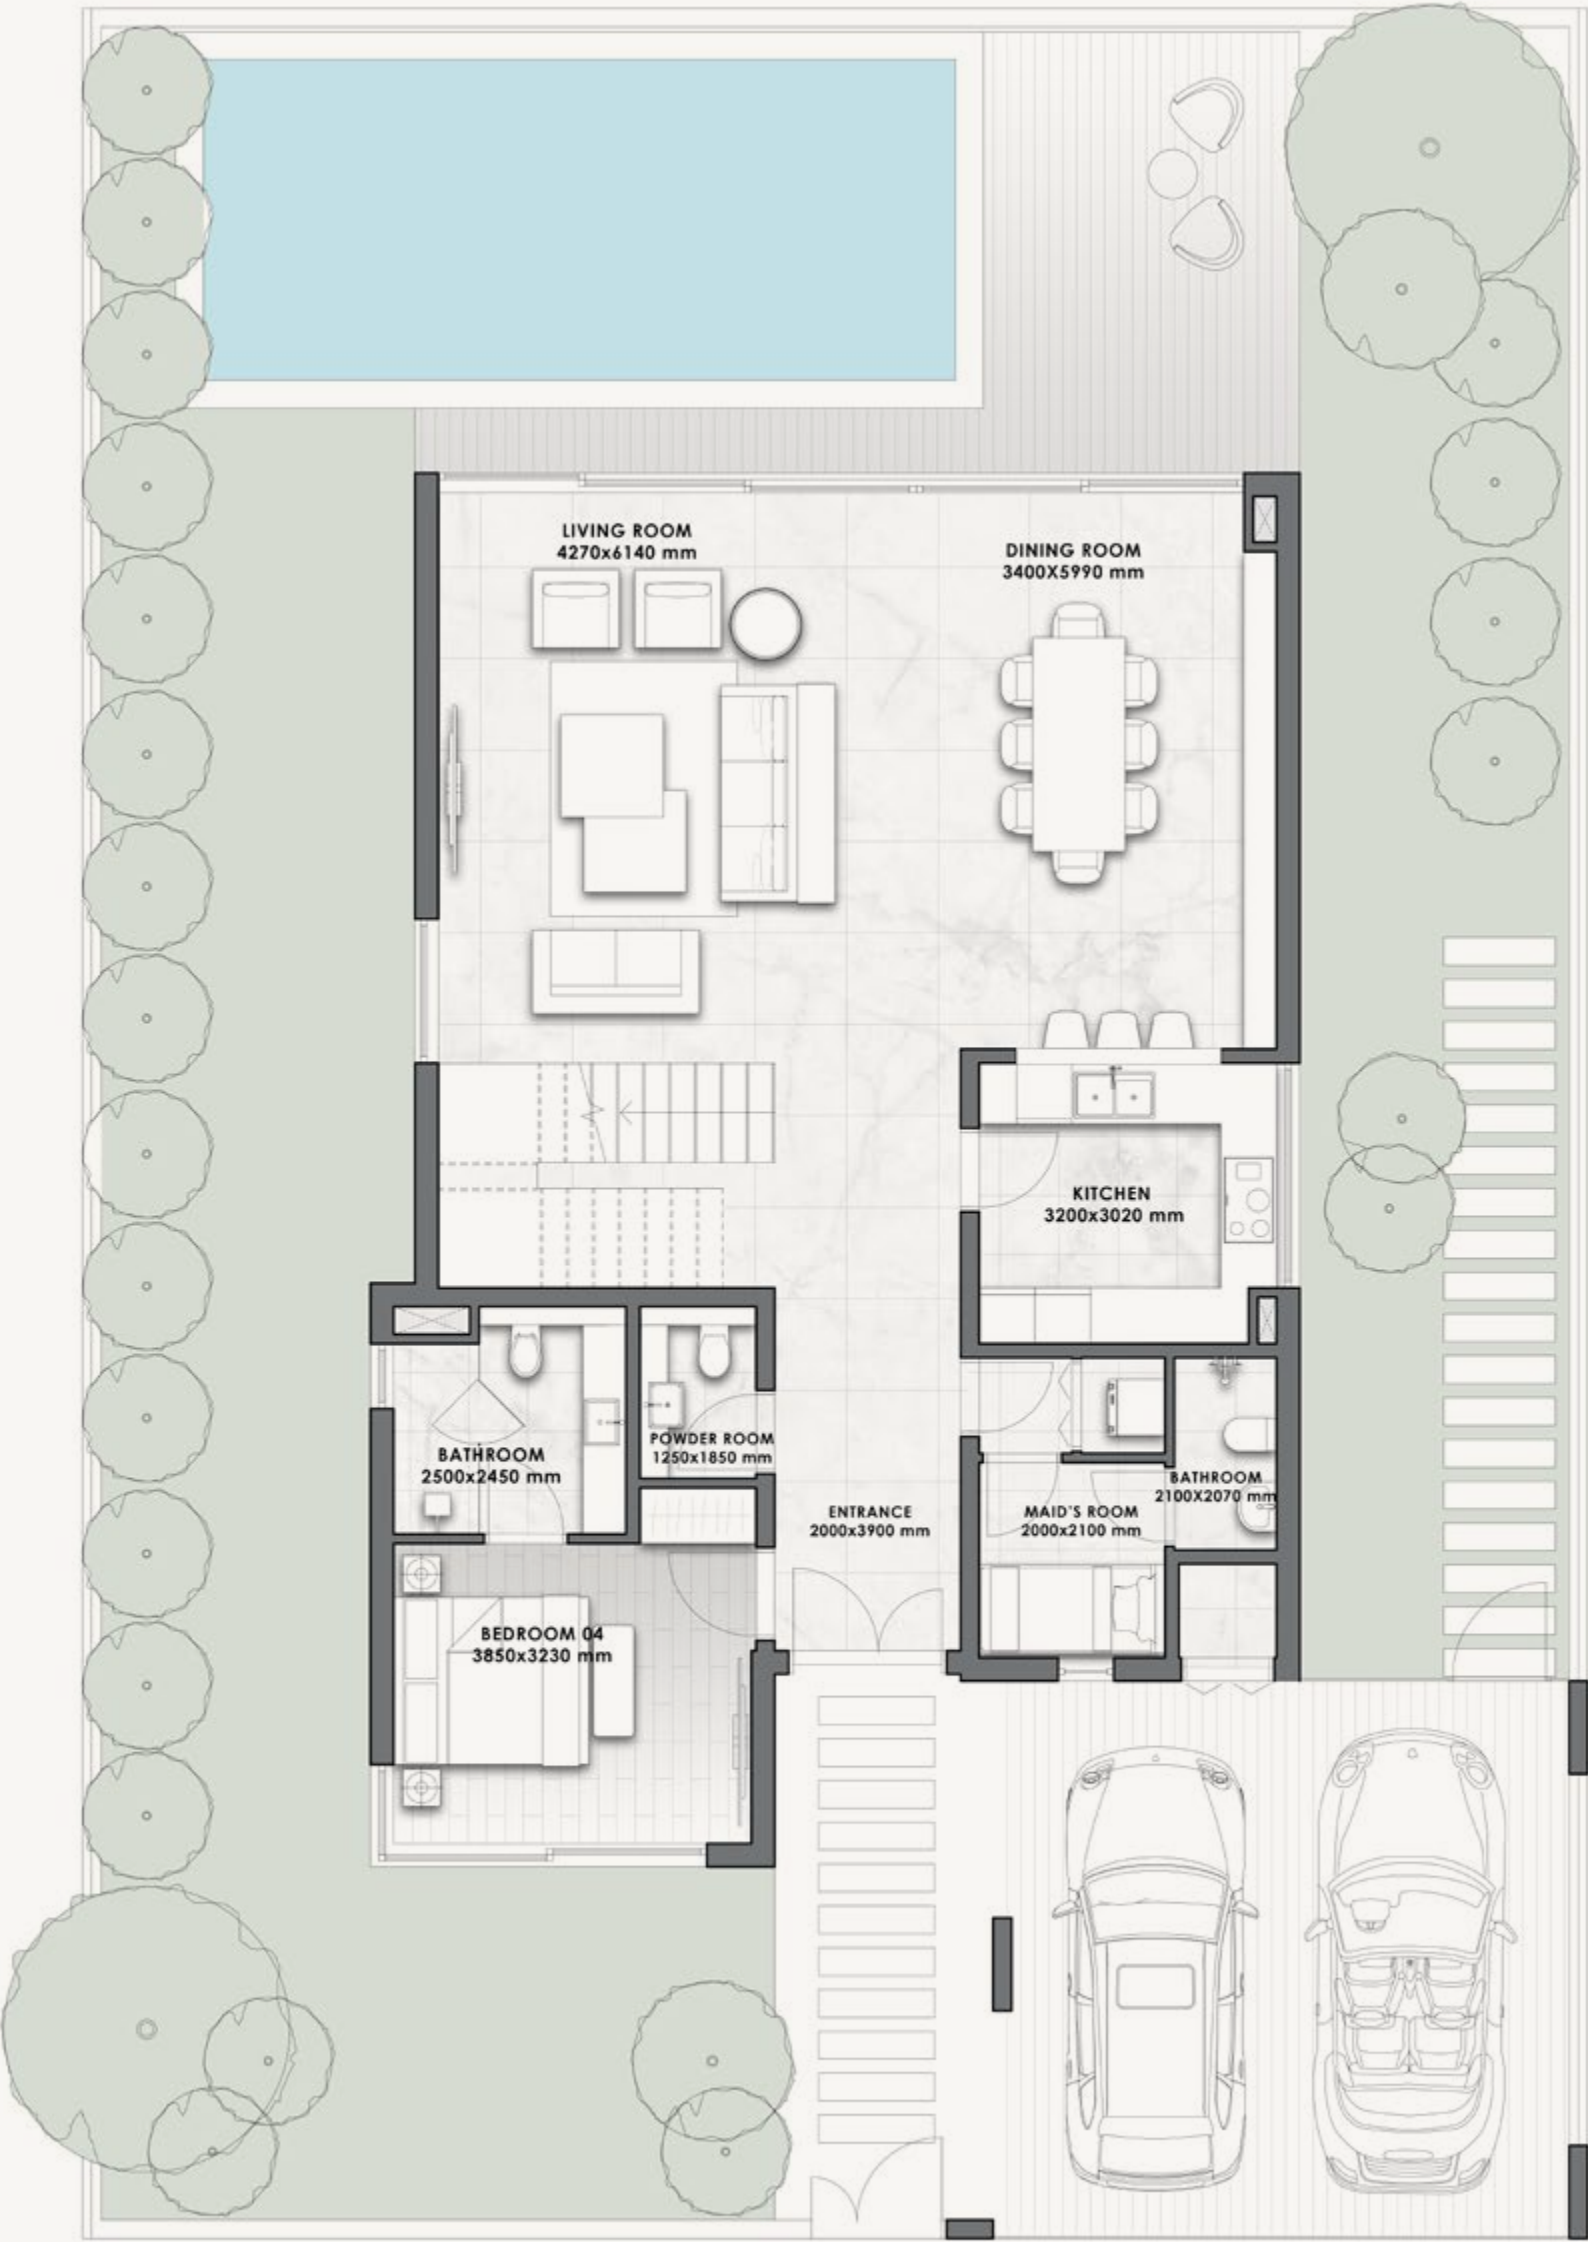 LIVING ROOM
4270x6140 mm
DINING ROOM
3400X5990 mm
KITCHEN
3200x3020 mm
POWDER ROOM
1250x1850 mm
BATHROOM
2500x2450 mm
BATHROOM
2100X2070 mm
ENTRANCE
2000x3900 mm
MAID'S ROOM
2000x2100 mm
BEDROOM 04
3850x3230 mm